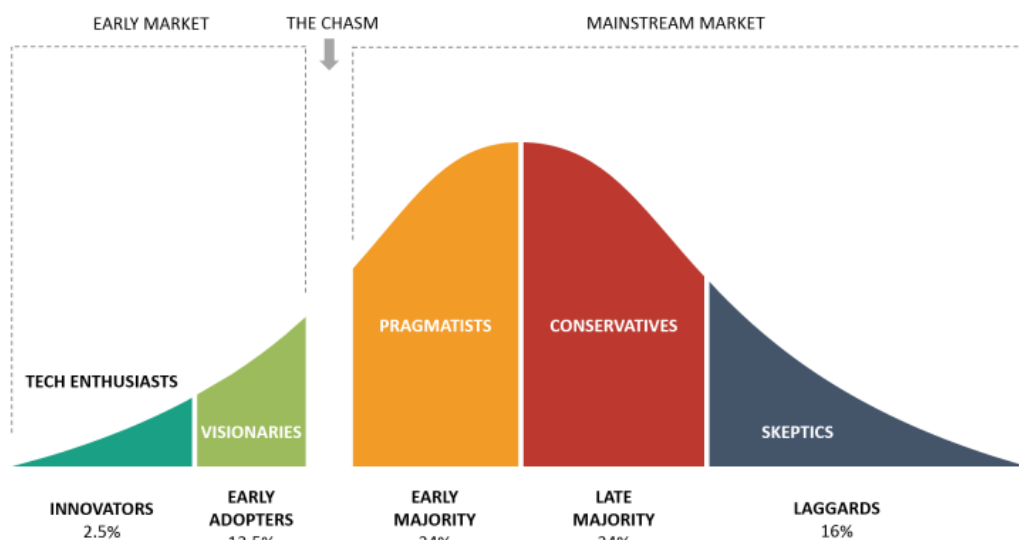 EARLY MARKET
THE CHASM
MAINSTREAM MARKET
PRAGMATISTS
CONSERVATIVES
TECH ENTHUSIASTS
VISIONARIES
SKEPTICS
INNOVATORS
2.5%
EARLY
ADOPTERS
EARLY
MAJORITY
LATE
MAJORITY
LAGGARDS
16%